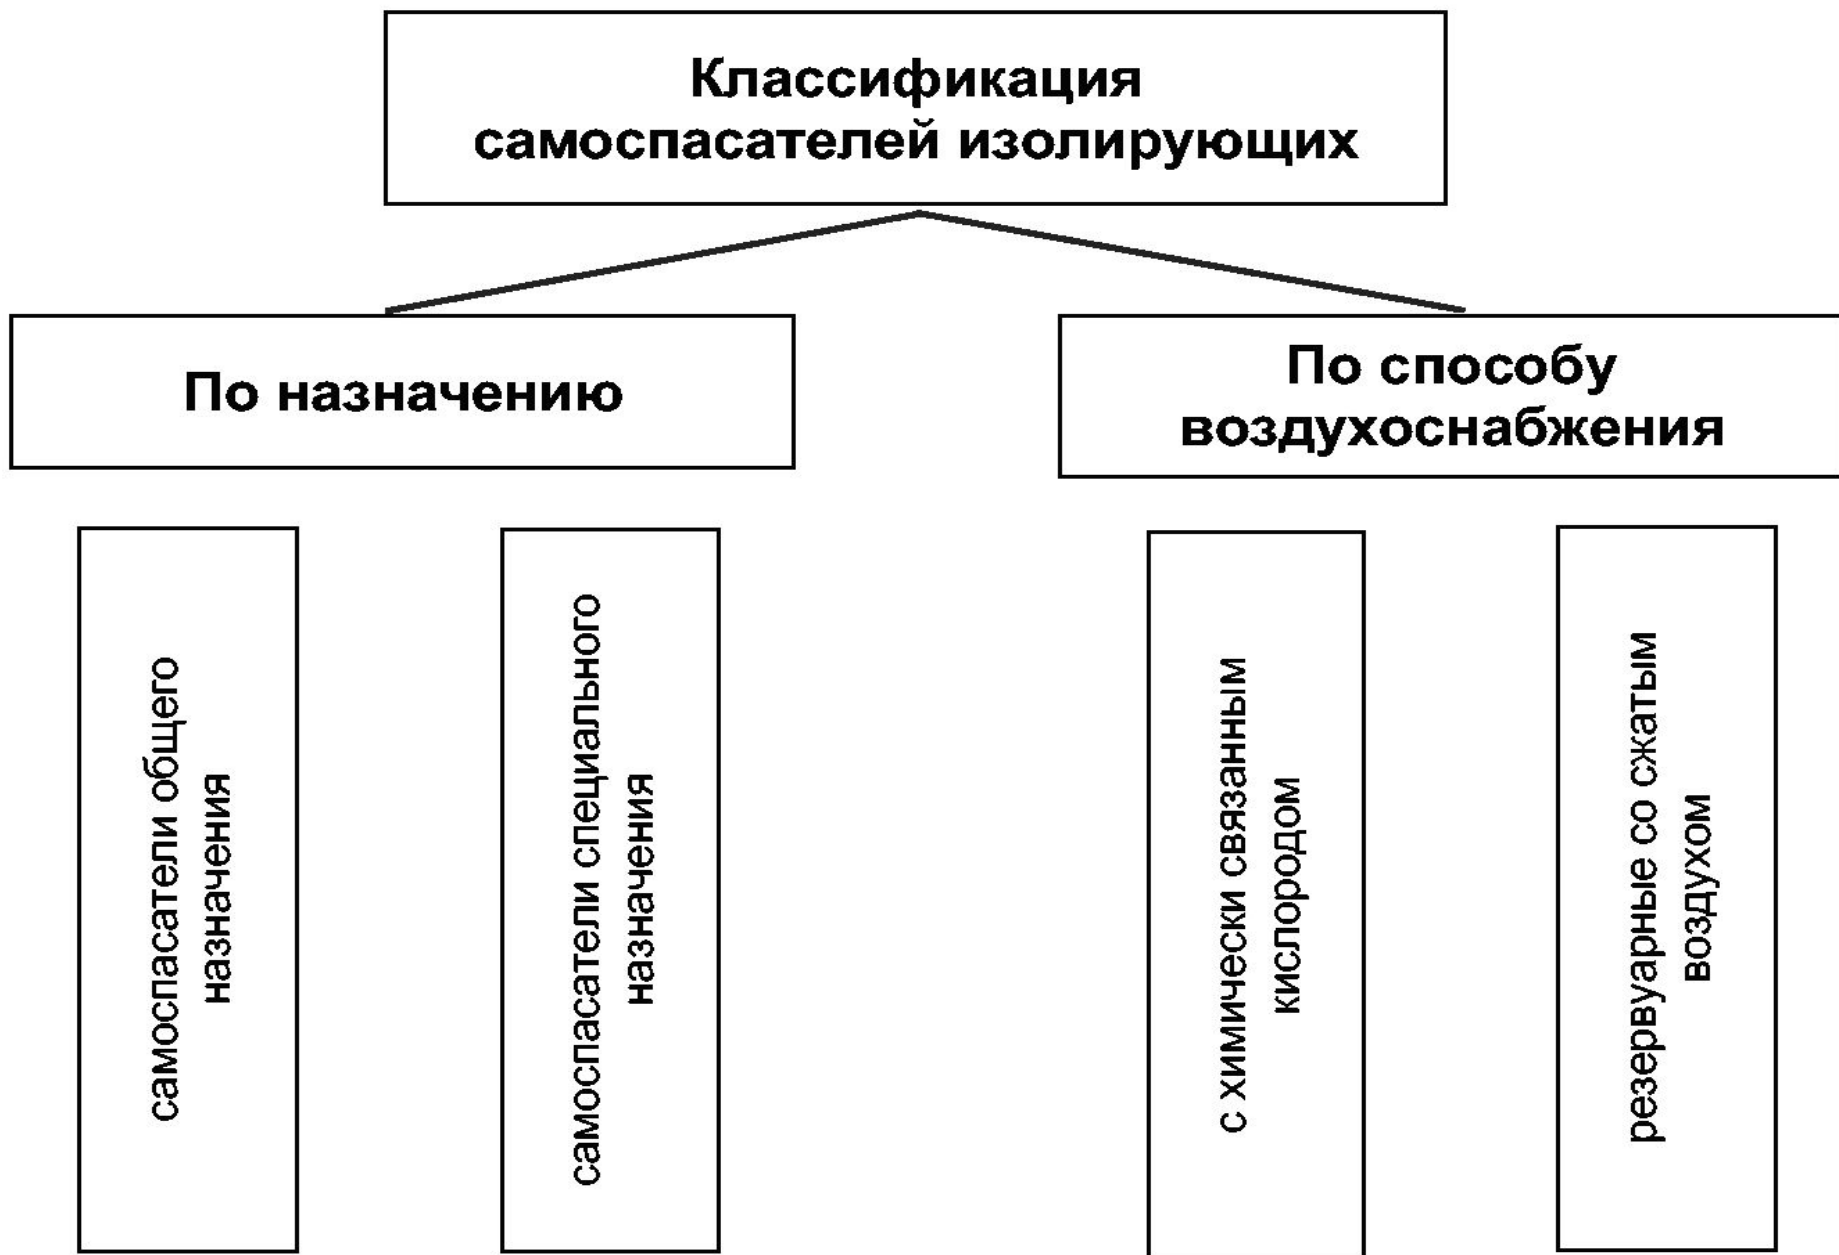 Классификация
самоспасателей изолирующих
По назначению
По способу
воздухоснабжения
самоспасатели общего
назначения
самоспасатели специального
назначения
с химически связанным
кислородом
резервуарные со сжатым
воздухом